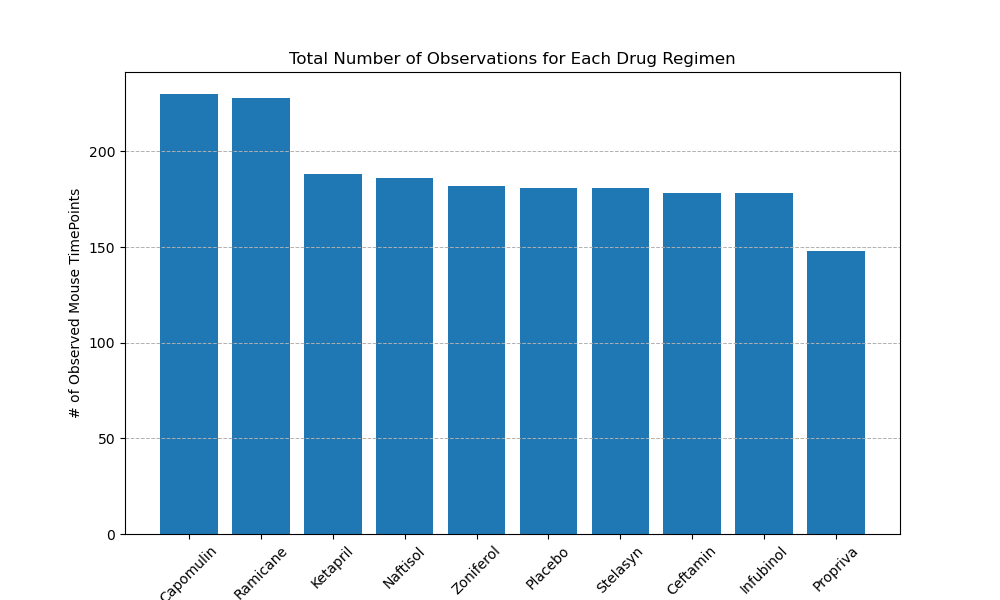 Total Number of Observations for Each Drug Regimen
# of Observed Mouse TimePoints
200
150
100
50
0
Capomulin
Ramicane
Ketapril
Naftisol
Zoniferol
Placebo
Stelasyn
Ceftamin
Infubinol
Propriva